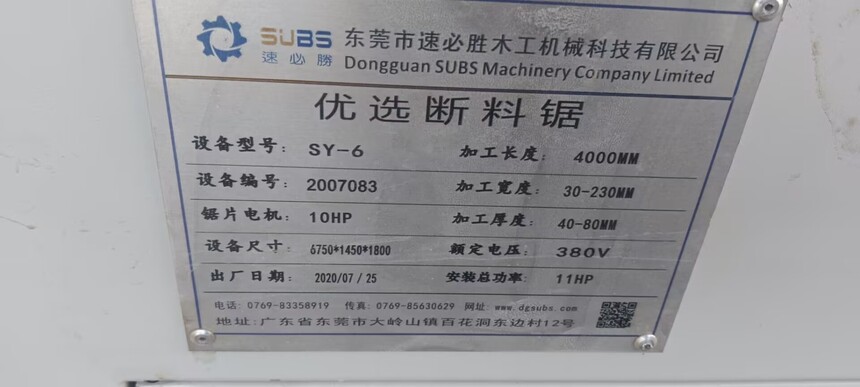 SUBS 东莞市速必胜木工机械科技有限公司
速必勝 Dongguan SUBS Machinery Company Limited
优选断料锯
设备型号: SY-6 加工长度: 4000MM
设备编号: 2007083 加工宽度: 30-230MM
锯片电机: 10HP 加工厚度: 40-80MM
设备尺寸: 6750*1450*1800 额定电压: 380V
出厂日期: 2020/07/25 安装总功率: 11HP
电话: 0769-83358919 传真: 0769-85630629 网址: www.dgsubs.com
地址: 广东省东莞市大岭山镇百花洞东边村12号